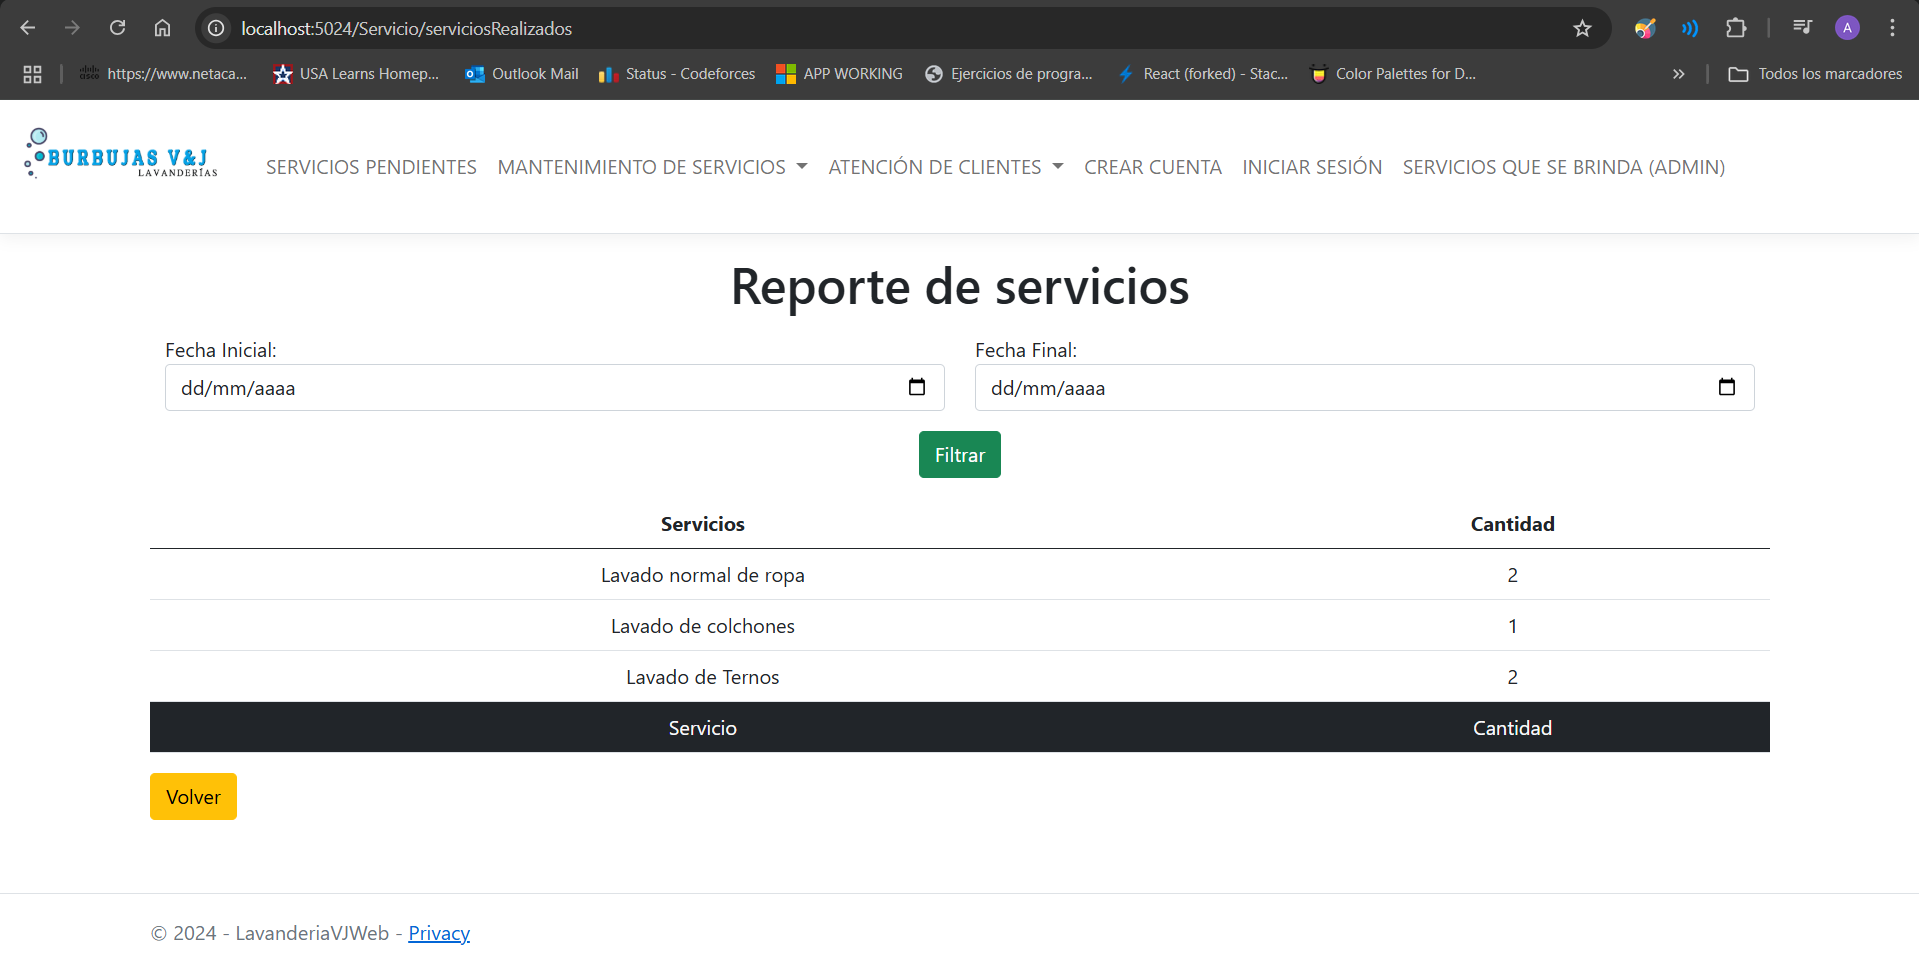 localhost:5024/Servicio/serviciosRealizados
A
https://www.netaca...
USA Learns Homep...
Outlook Mail
Status - Codeforces
APP WORKING
Ejercicios de progra...
React (forked) - Stac...
Color Palettes for D...
»
Todos los marcadores
BURBUJAS V&J
LAVANDERÍAS
SERVICIOS PENDIENTES
MANTENIMIENTO DE SERVICIOS
ATENCIÓN DE CLIENTES
CREAR CUENTA
INICIAR SESIÓN
SERVICIOS QUE SE BRINDA (ADMIN)
Reporte de servicios
Fecha Inicial:
Fecha Final:
dd/mm/aaaa
dd/mm/aaaa
Filtrar
Servicios Cantidad
Lavado normal de ropa 2
Lavado de colchones 1
Lavado de Ternos 2
Servicio Cantidad
Volver
© 2024 - LavanderiaVJWeb - Privacy